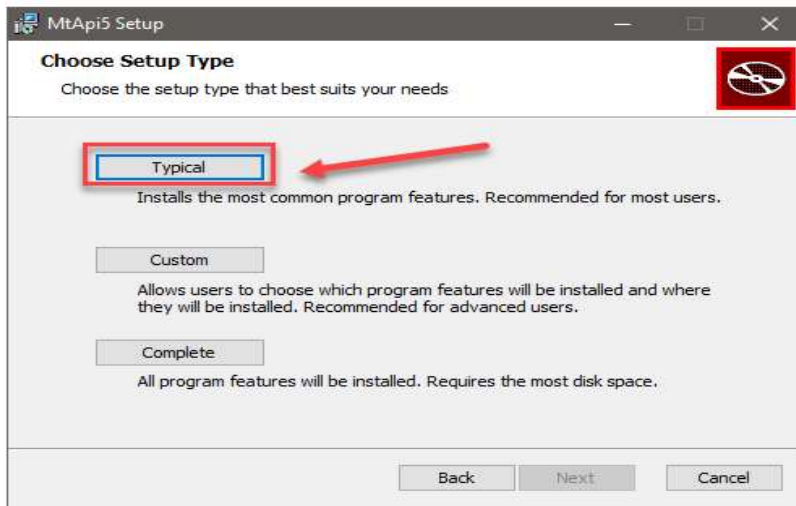 MtApi5 Setup
Choose Setup Type
Choose the setup type that best suits your needs
Typical
Installs the most common program features. Recommended for most users.
Custom
Allows users to choose which program features will be installed and where
they will be installed. Recommended for advanced users.
Complete
All program features will be installed. Requires the most disk space.
Back Next Cancel